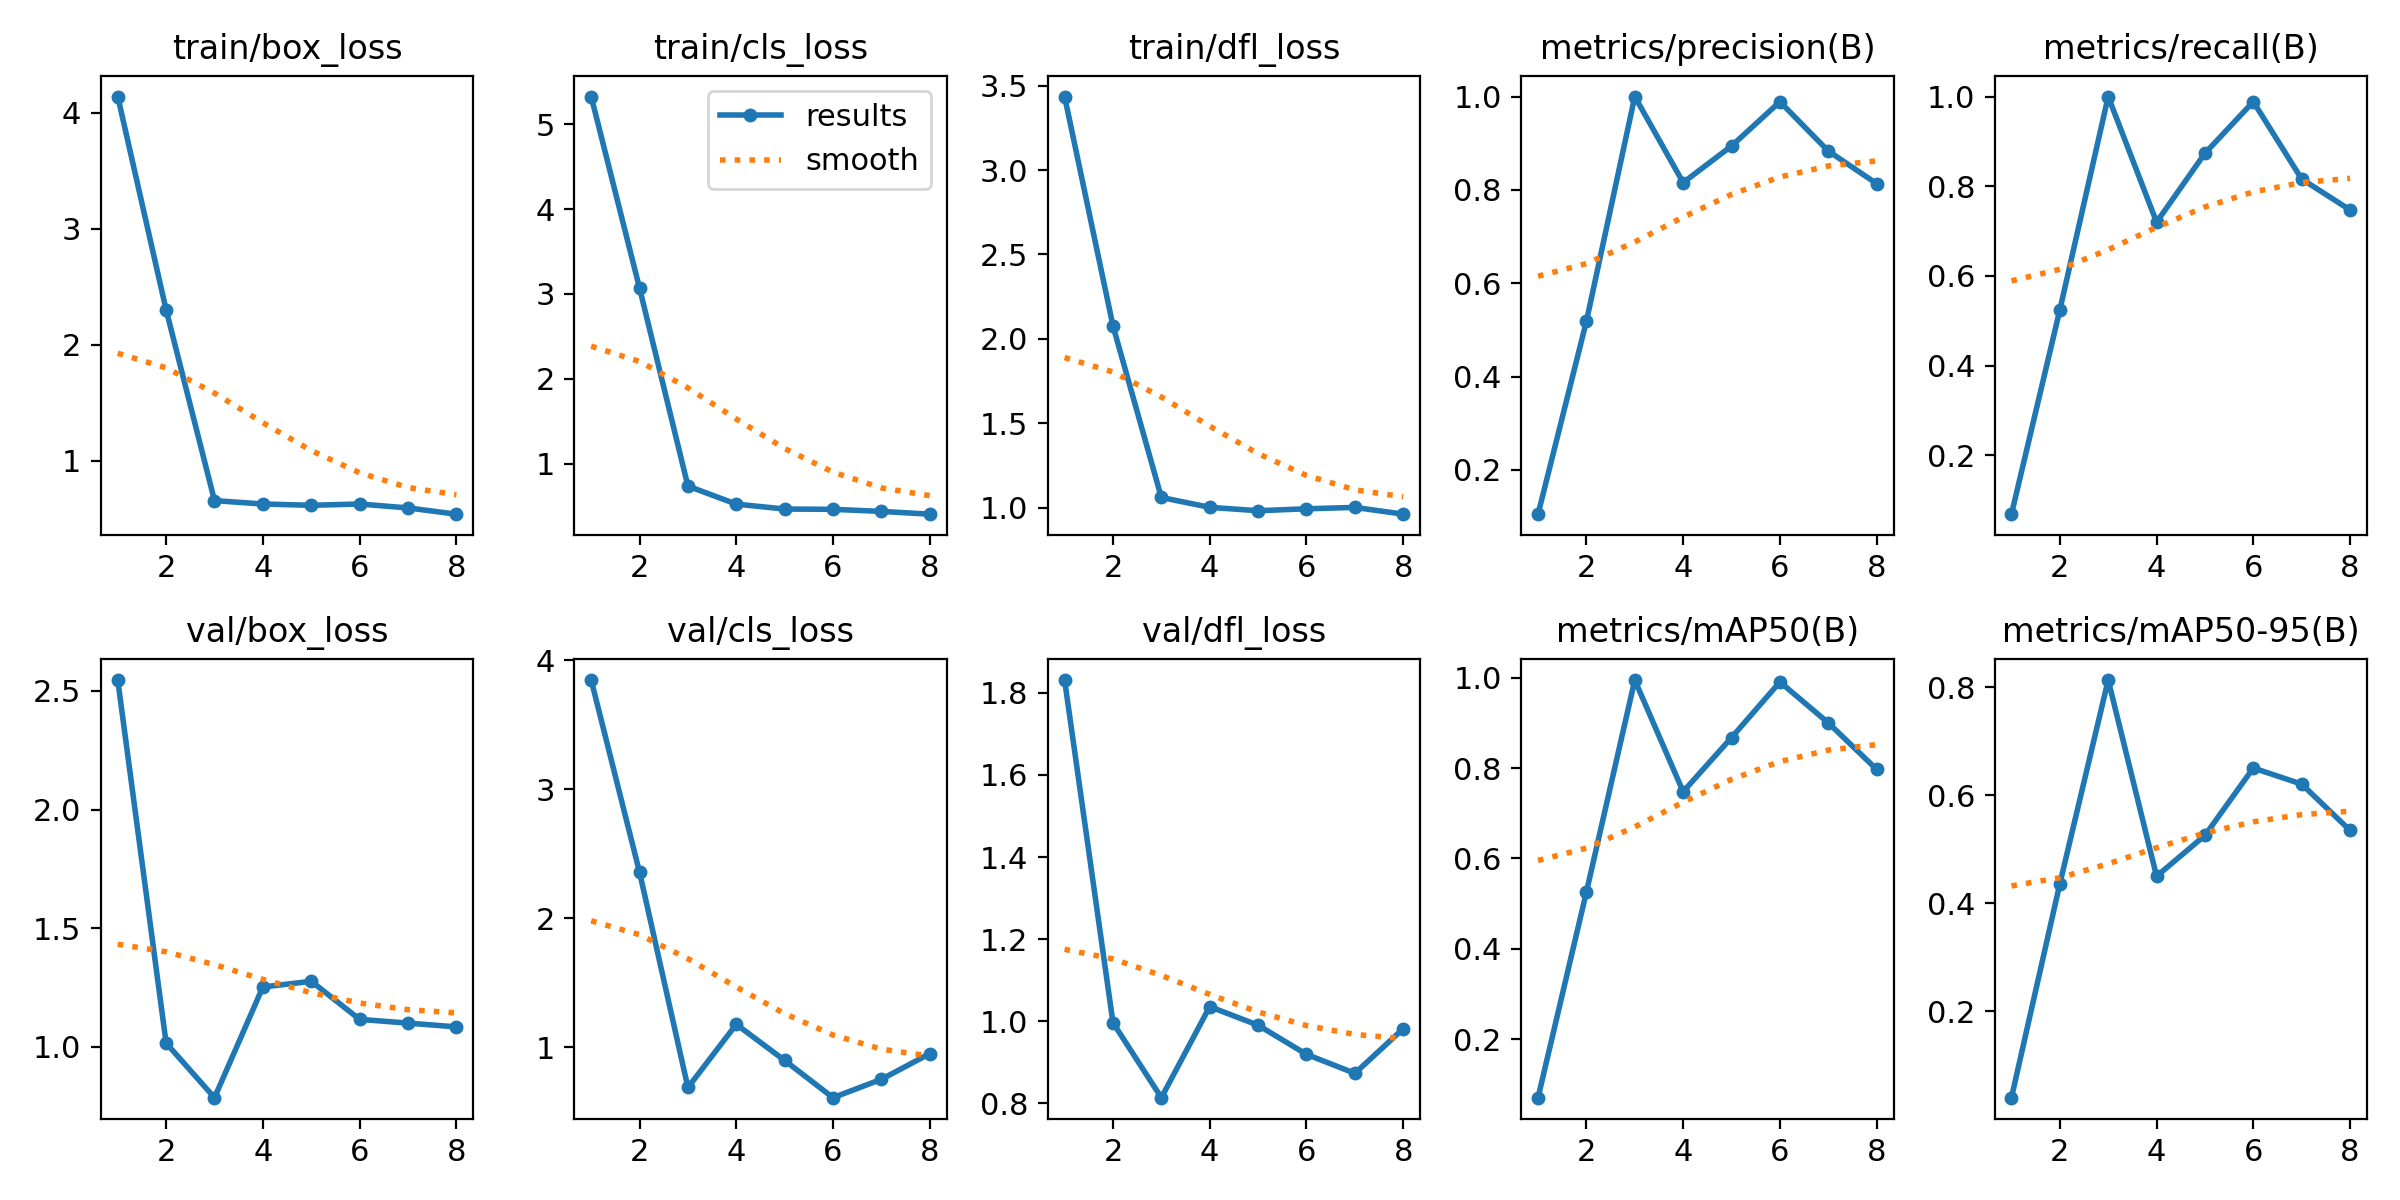 train/box_loss
4
3
2
1
2 4 6 8
train/cls_loss
results
smooth
5
4
3
2
1
2 4 6 8
train/dfl_loss
3.5
3.0
2.5
2.0
1.5
1.0
2 4 6 8
metrics/precision(B)
1.0
0.8
0.6
0.4
0.2
2 4 6 8
metrics/recall(B)
1.0
0.8
0.6
0.4
0.2
2 4 6 8
val/box_loss
2.5
2.0
1.5
1.0
2 4 6 8
val/cls_loss
4
3
2
1
2 4 6 8
val/dfl_loss
1.8
1.6
1.4
1.2
1.0
0.8
2 4 6 8
metrics/mAP50(B)
1.0
0.8
0.6
0.4
0.2
2 4 6 8
metrics/mAP50-95(B)
0.8
0.6
0.4
0.2
2 4 6 8